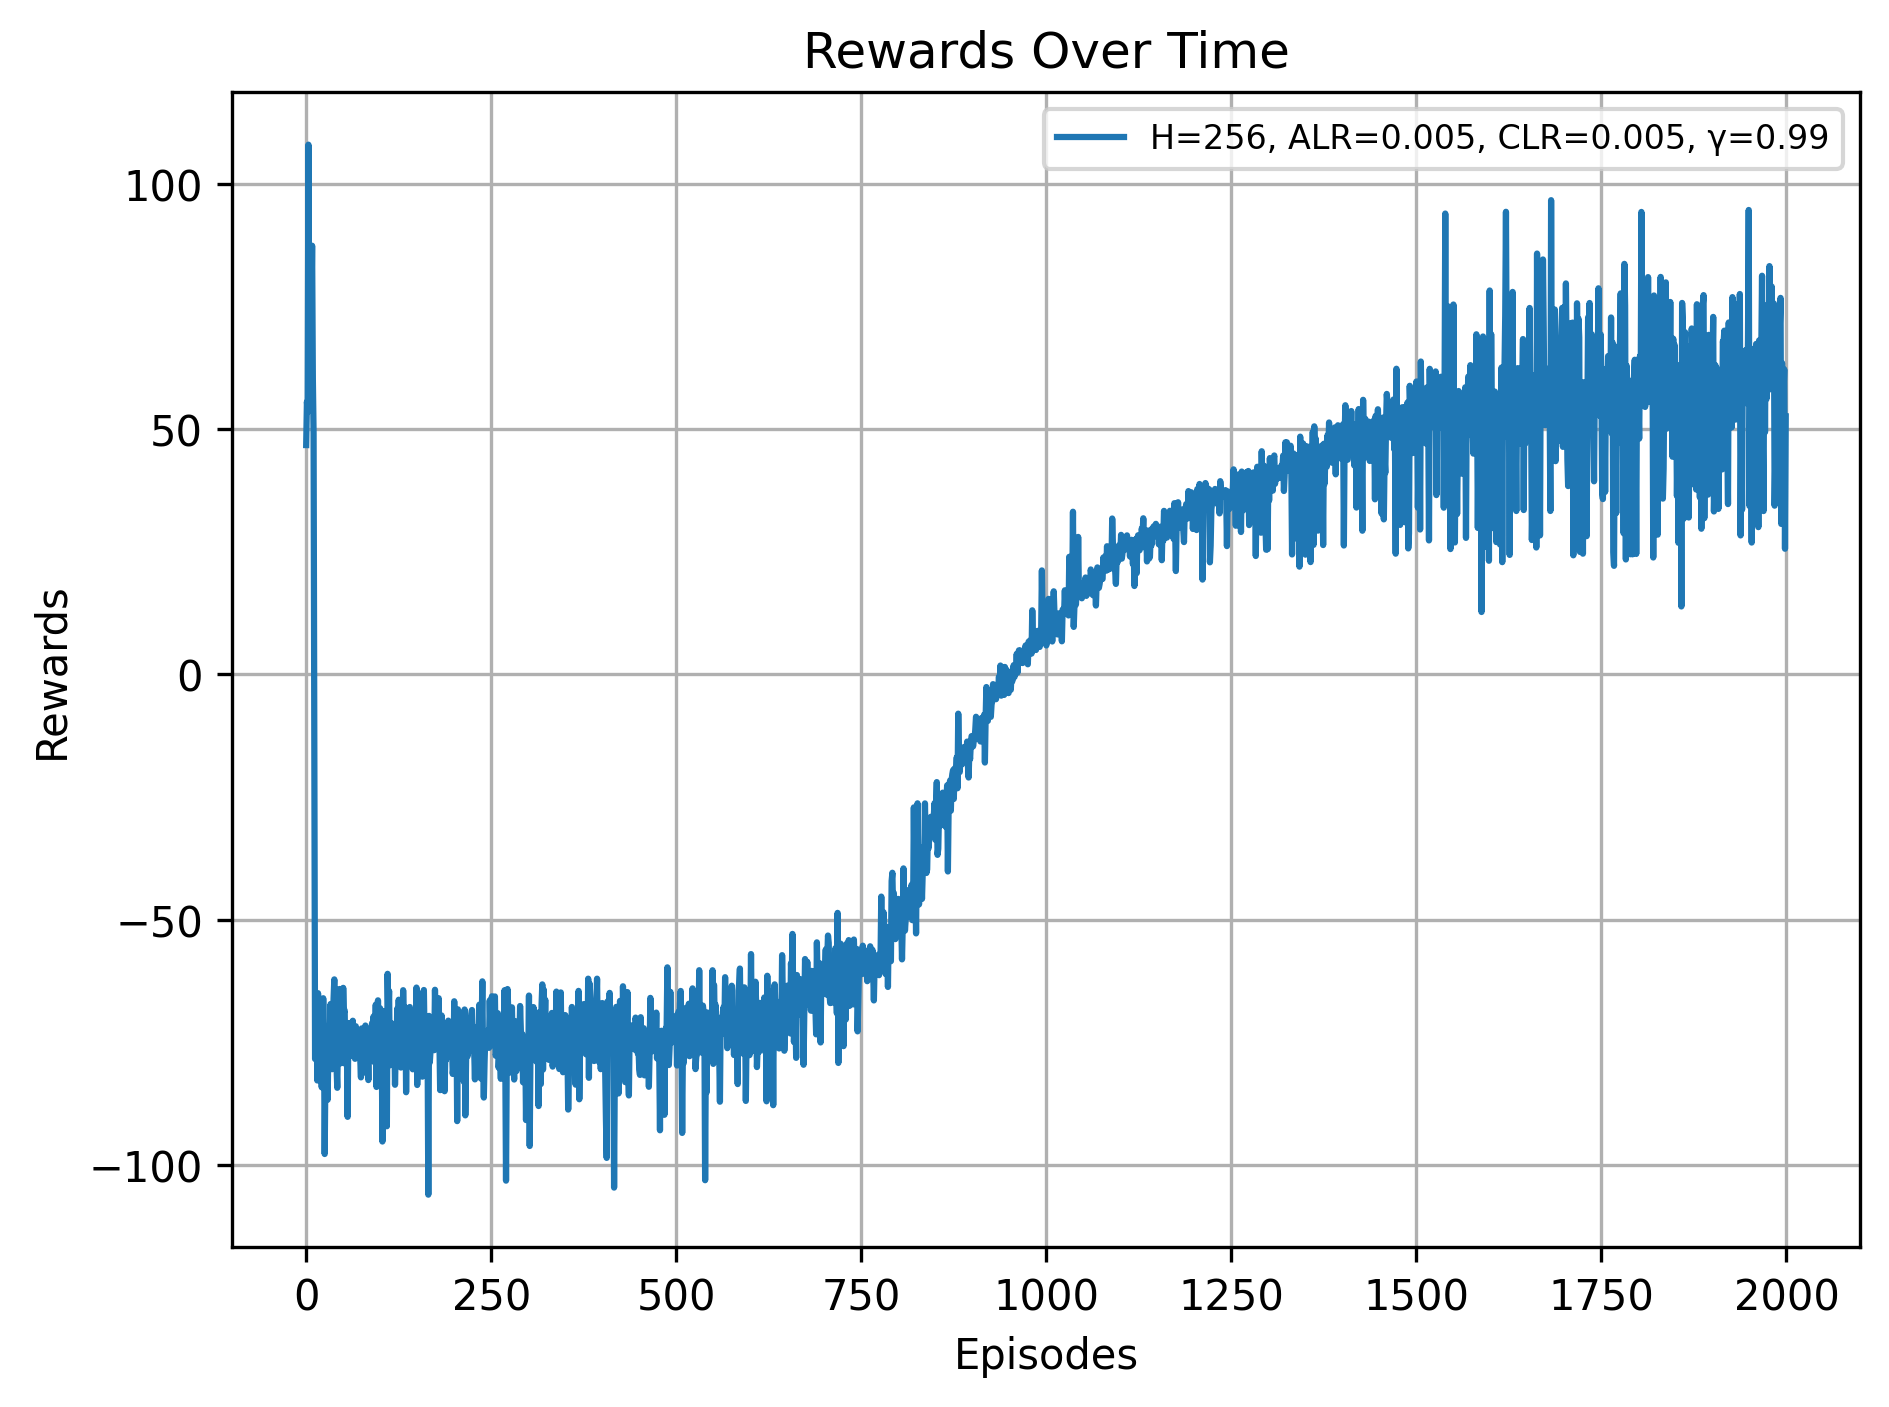 Rewards Over Time
H=256, ALR=0.005, CLR=0.005, γ=0.99
100
50
0
−50
−100
Rewards
0 250 500 750 1000 1250 1500 1750 2000
Episodes